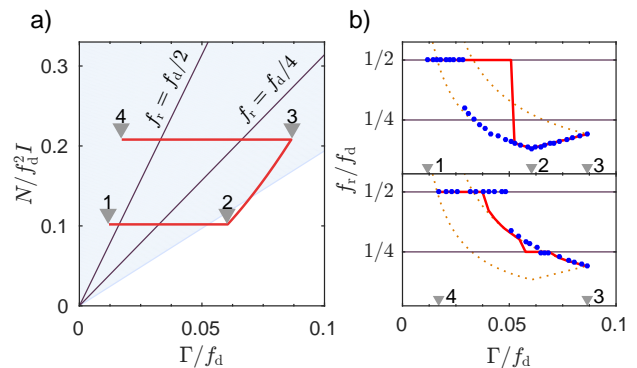 a)
b)
0.3
0.2
0.1
0
N/f_d^2 I
f_r = f_d/2
f_r = f_d/4
4
3
1
2
0
0.05
0.1
Γ/f_d
f_r/f_d
1/2
1/4
1
2
3
1/2
1/4
4
3
0
0.05
0.1
Γ/f_d